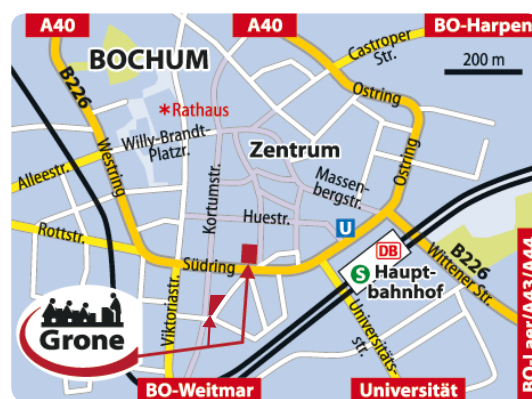 A40
A40
BO-Harpen
BOCHUM
Castroper
Str.
200 m
B226
Ostring
Rathaus
Willy-Brandt-
Platzr.
Zentrum
Alleestr.
Westring
Kortumstr.
Massen-
bergstr.
Ostring
Huestr.
Rottstr.
U
Südring
DB
S Haupt-
bahnhof
B226
Wittener Str.
Viktoriastr.
Universitäts-
str.
Grone
BO-Laer/A43/A44
BO-Weitmar
Universität